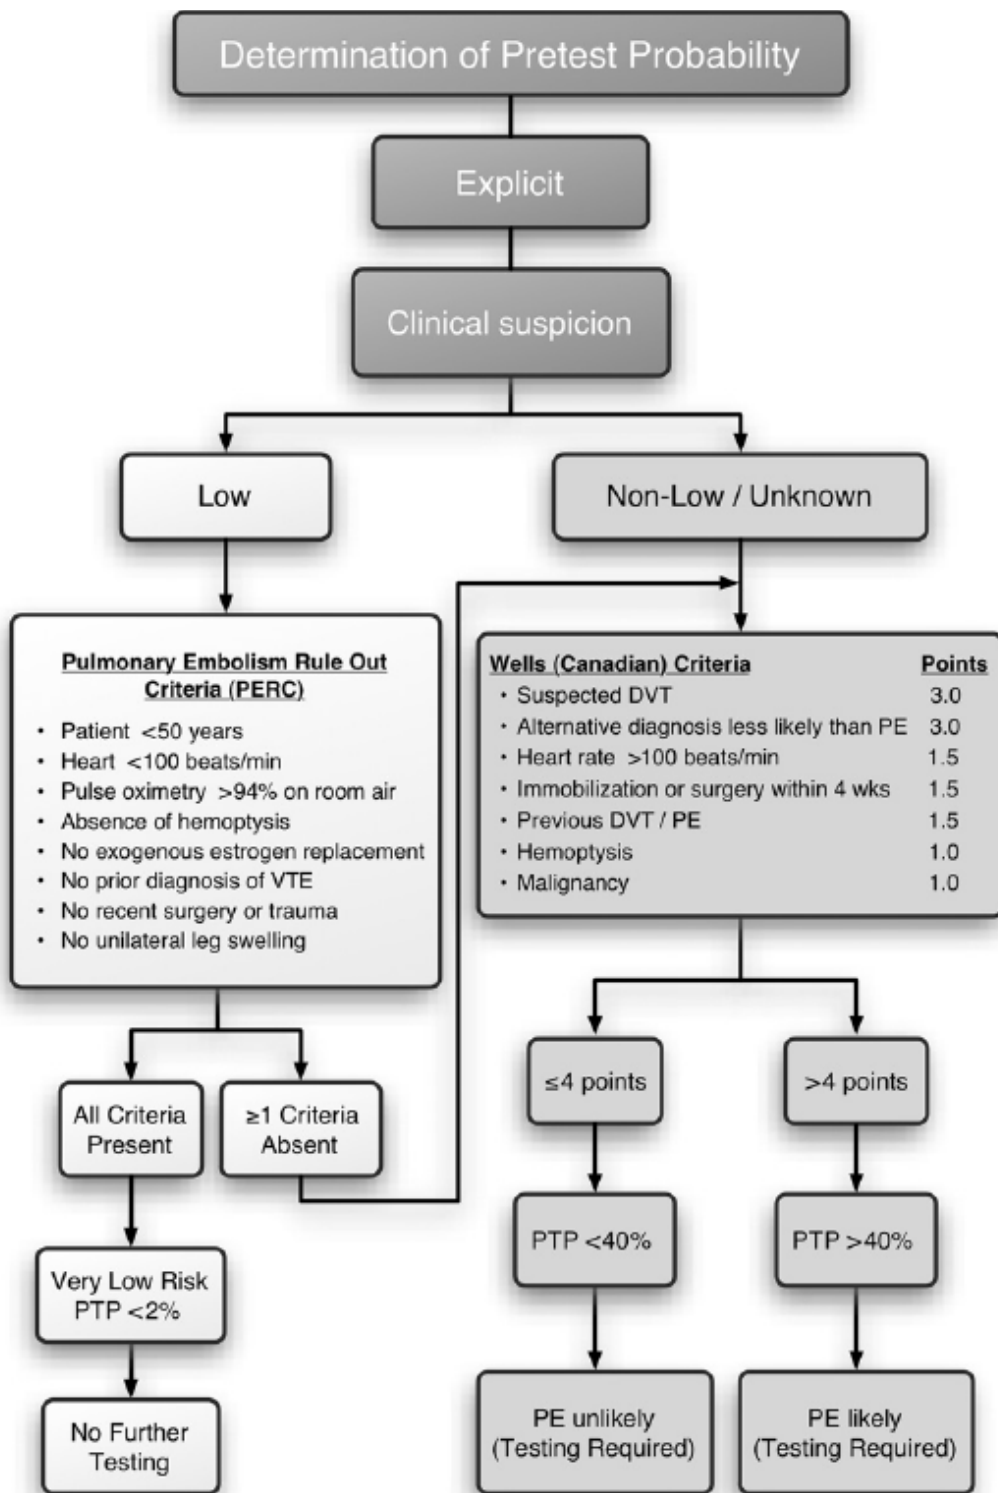 Determination of Pretest Probability
Explicit
Clinical suspicion
Low
Non-Low / Unknown
Pulmonary Embolism Rule Out
Criteria (PERC)
• Patient <50 years
• Heart <100 beats/min
• Pulse oximetry >94% on room air
• Absence of hemoptysis
• No exogenous estrogen replacement
• No prior diagnosis of VTE
• No recent surgery or trauma
• No unilateral leg swelling
Wells (Canadian) Criteria Points
• Suspected DVT 3.0
• Alternative diagnosis less likely than PE 3.0
• Heart rate >100 beats/min 1.5
• Immobilization or surgery within 4 wks 1.5
• Previous DVT / PE 1.5
• Hemoptysis 1.0
• Malignancy 1.0
All Criteria
Present
≥1 Criteria
Absent
≤4 points
>4 points
Very Low Risk
PTP <2%
PTP <40%
PTP >40%
No Further
Testing
PE unlikely
(Testing Required)
PE likely
(Testing Required)